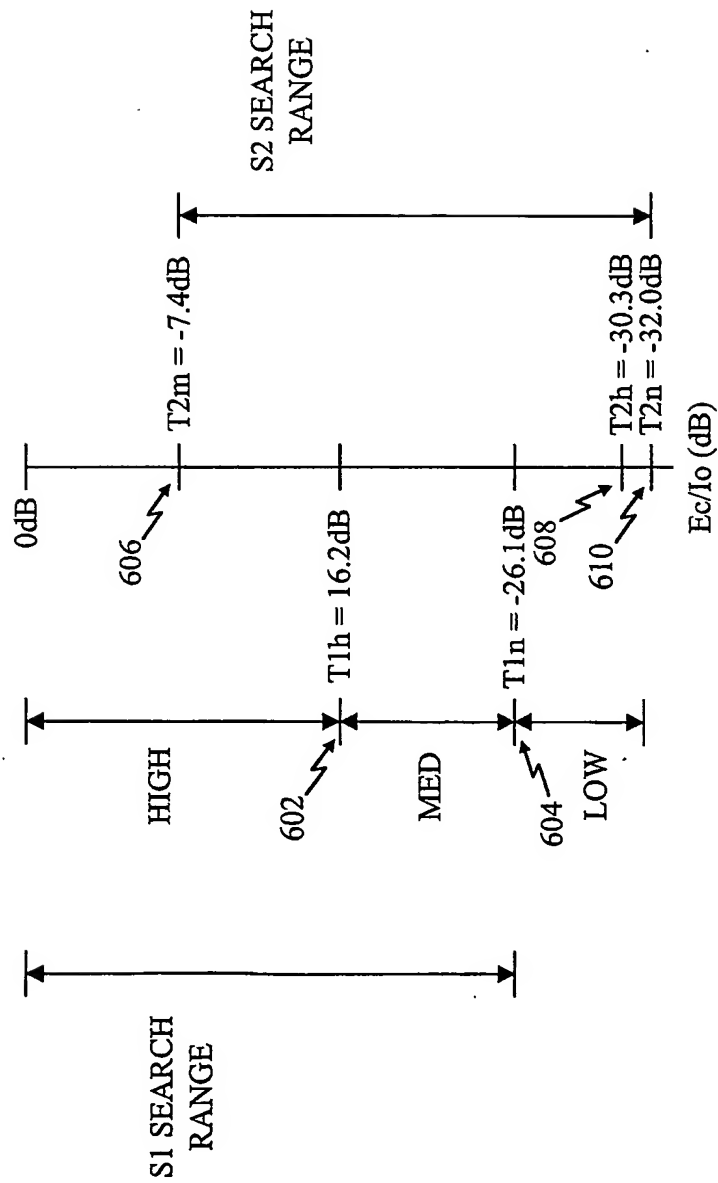 S1 SEARCH
RANGE
HIGH
MED
LOW
602
604
0dB
T1h = 16.2dB
T1n = -26.1dB
606
608
610
T2m = -7.4dB
T2h = -30.3dB
T2n = -32.0dB
Ec/Io (dB)
S2 SEARCH
RANGE